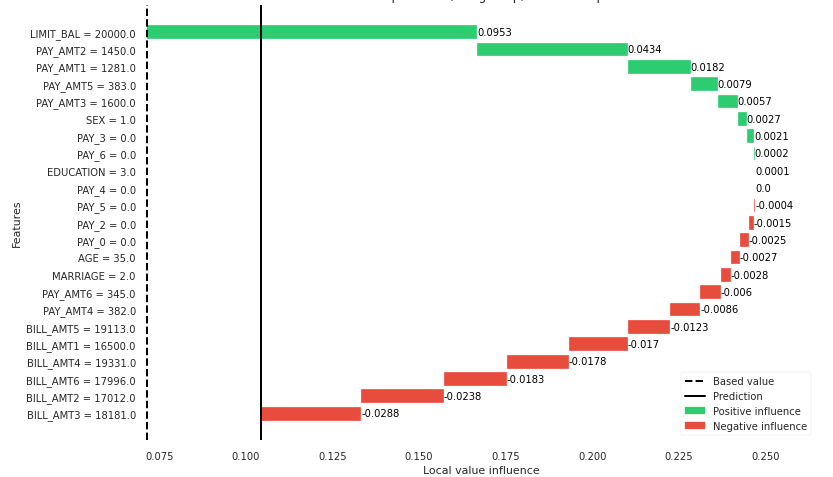 LIMIT_BAL = 20000.0 0.0953
PAY_AMT2 = 1450.0 0.0434
PAY_AMT1 = 1281.0 0.0182
PAY_AMT5 = 383.0 0.0079
PAY_AMT3 = 1600.0 0.0057
SEX = 1.0 0.0027
PAY_3 = 0.0 0.0021
PAY_6 = 0.0 0.0002
EDUCATION = 3.0 0.0001
PAY_4 = 0.0 0.0
PAY_5 = 0.0 -0.0004
PAY_2 = 0.0 -0.0015
PAY_0 = 0.0 -0.0025
AGE = 35.0 -0.0027
MARRIAGE = 2.0 -0.0028
PAY_AMT6 = 345.0 -0.006
PAY_AMT4 = 382.0 -0.0086
BILL_AMT5 = 19113.0 -0.0123
BILL_AMT1 = 16500.0 -0.017
BILL_AMT4 = 19331.0 -0.0178
BILL_AMT6 = 17996.0 -0.0183
BILL_AMT2 = 17012.0 -0.0238
BILL_AMT3 = 18181.0 -0.0288
Features
Based value
Prediction
Positive influence
Negative influence
0.075 0.100 0.125 0.150 0.175 0.200 0.225 0.250
Local value influence